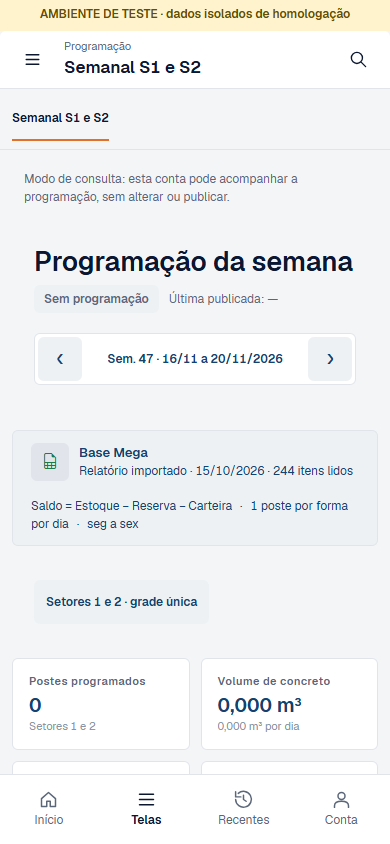 AMBIENTE DE TESTE · dados isolados de homologação
Programação
Semanal S1 e S2
Semanal S1 e S2
Modo de consulta: esta conta pode acompanhar a
programação, sem alterar ou publicar.
Programação da semana
Sem programação Última publicada: —
‹ Sem. 47 · 16/11 a 20/11/2026 ›
Base Mega
Relatório importado · 15/10/2026 · 244 itens lidos
Saldo = Estoque – Reserva – Carteira · 1 poste por forma
por dia · seg a sex
Setores 1 e 2 · grade única
Postes programados
0
Setores 1 e 2
Volume de concreto
0,000 m³
0,000 m³ por dia
Início Telas Recentes Conta